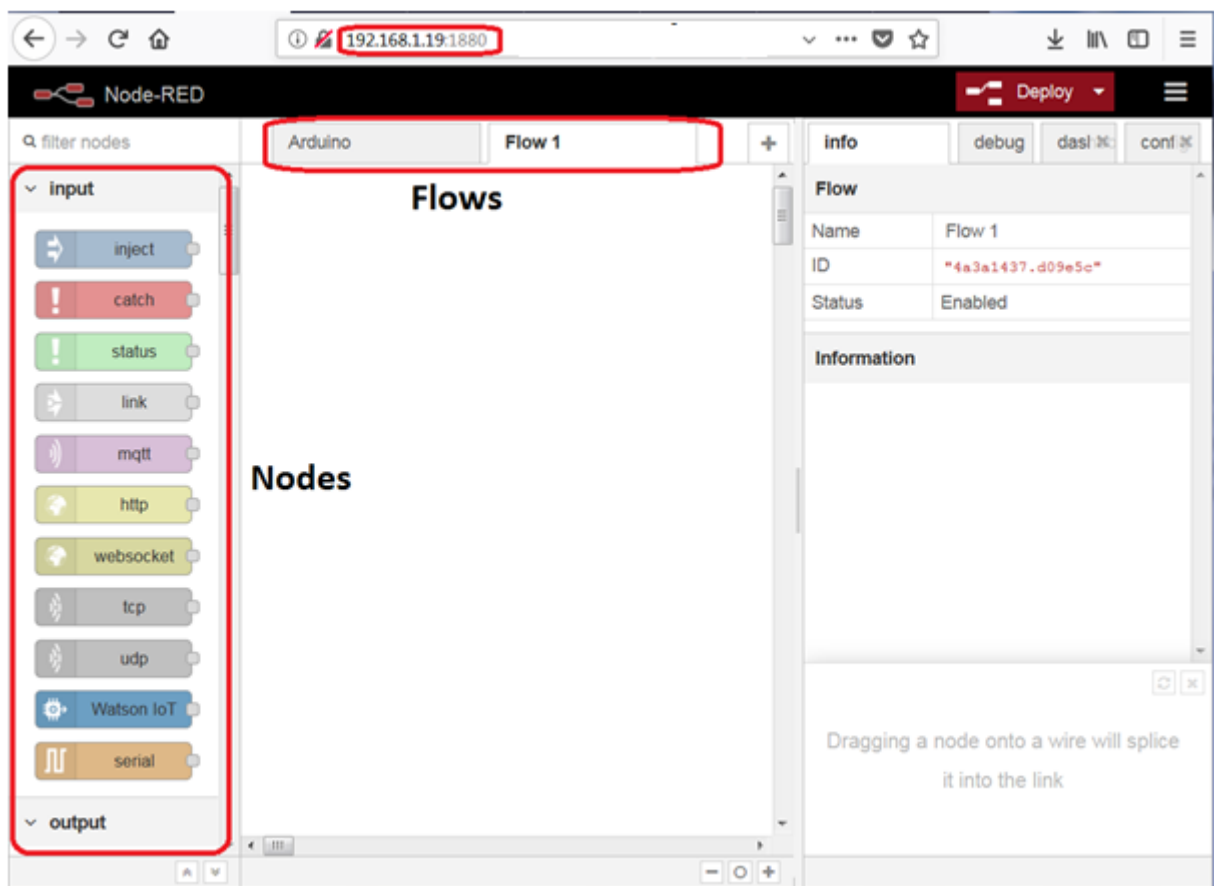 192.168.1.19:1880
Node-RED
Deploy
filter nodes
Arduino
Flow 1
info
debug
dasl
conf
input
Flows
Flow
inject
Name
Flow 1
catch
ID
"4a3a1437.d09e5c"
status
Status
Enabled
link
Information
mqtt
Nodes
http
websocket
tcp
udp
Watson IoT
Dragging a node onto a wire will splice
it into the link
serial
output